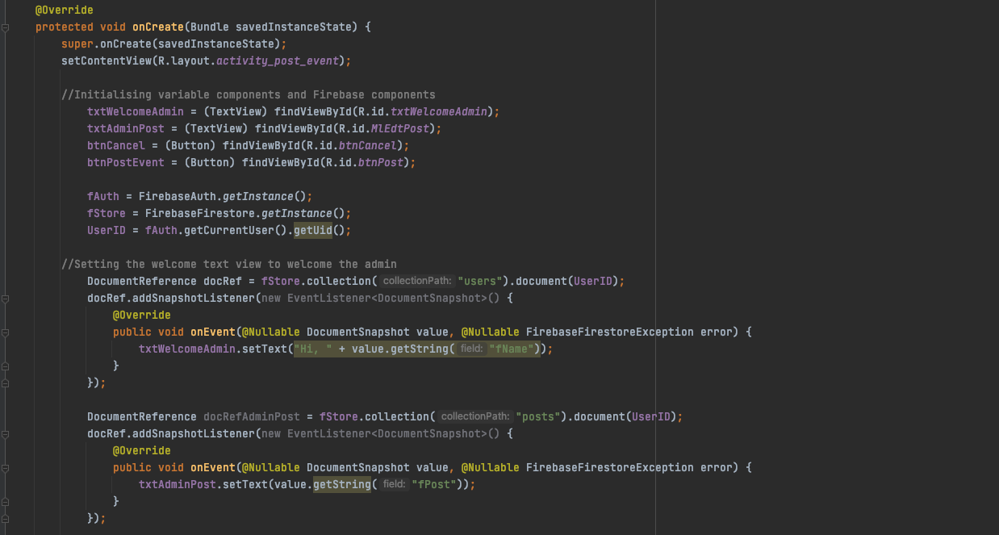 @Override
protected void onCreate(Bundle savedInstanceState) {
super.onCreate(savedInstanceState);
setContentView(R.layout.activity_post_event);
//Initialising variable components and Firebase components
txtWelcomeAdmin = (TextView) findViewById(R.id.txtWelcomeAdmin);
txtAdminPost = (TextView) findViewById(R.id.MlEdtPost);
btnCancel = (Button) findViewById(R.id.btnCancel);
btnPostEvent = (Button) findViewById(R.id.btnPost);
fAuth = FirebaseAuth.getInstance();
fStore = FirebaseFirestore.getInstance();
UserID = fAuth.getCurrentUser().getUid();
//Setting the welcome text view to welcome the admin
DocumentReference docRef = fStore.collection( collectionPath: "users").document(UserID);
docRef.addSnapshotListener(new EventListener<DocumentSnapshot>() {
@Override
public void onEvent(@Nullable DocumentSnapshot value, @Nullable FirebaseFirestoreException error) {
txtWelcomeAdmin.setText("Hi, " + value.getString( field: "fName"));
}
});
DocumentReference docRefAdminPost = fStore.collection( collectionPath: "posts").document(UserID);
docRef.addSnapshotListener(new EventListener<DocumentSnapshot>() {
@Override
public void onEvent(@Nullable DocumentSnapshot value, @Nullable FirebaseFirestoreException error) {
txtAdminPost.setText(value.getString( field: "fPost"));
}
});